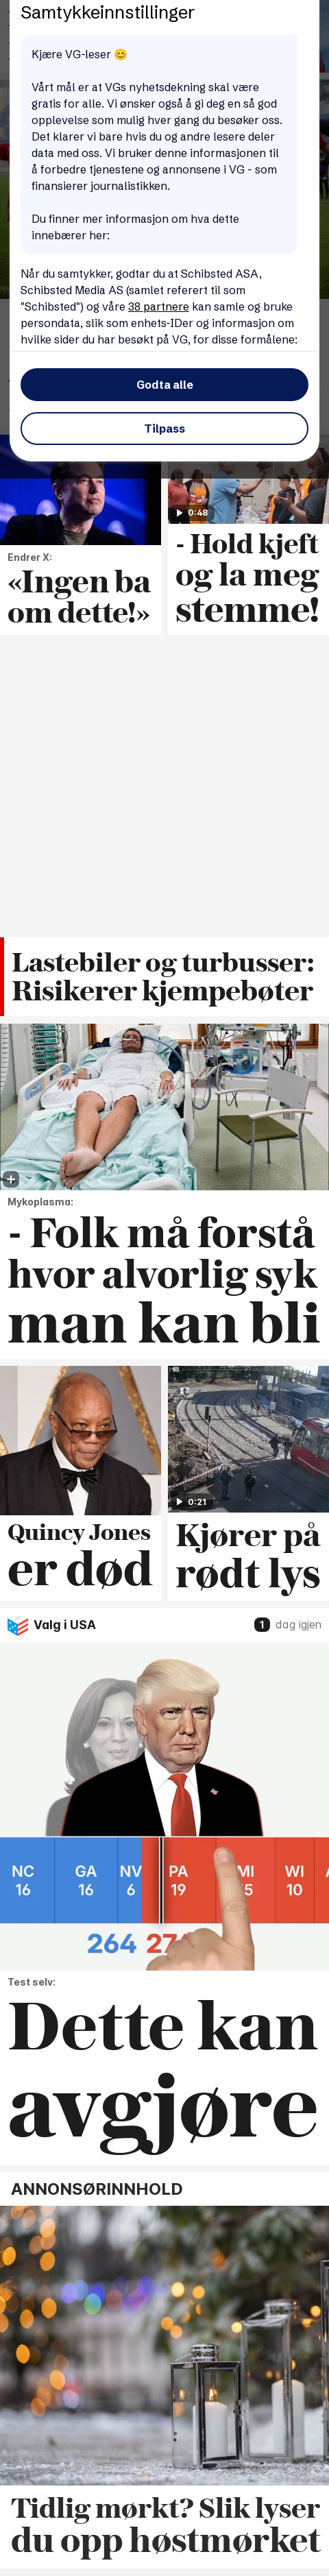 Samtykkeinnstillinger
Kjære VG-leser 😊
Vårt mål er at VGs nyhetsdekning skal være
gratis for alle. Vi ønsker også å gi deg en så god
opplevelse som mulig hver gang du besøker oss.
Det klarer vi bare hvis du og andre lesere deler
data med oss. Vi bruker denne informasjonen til
å forbedre tjenestene og annonsene i VG - som
finansierer journalistikken.
Du finner mer informasjon om hva dette
innebærer her:
Når du samtykker, godtar du at Schibsted ASA,
Schibsted Media AS (samlet referert til som
"Schibsted") og våre 38 partnere kan samle og bruke
persondata, slik som enhets-IDer og informasjon om
hvilke sider du har besøkt på VG, for disse formålene:
Godta alle
Tilpass
Endrer X:
«Ingen ba
om dette!»
0:48
- Hold kjeft
og la meg
stemme!
Lastebiler og turbusser:
Risikerer kjempebøter
Mykoplasma:
- Folk må forstå
hvor alvorlig syk
man kan bli
Quincy Jones
er død
0:21
Kjører på
rødt lys
Valg i USA
1 dag igjen
NC GA NV PA MI WI
16 16 6 19 15 10
264
Test selv:
Dette kan
avgjøre
ANNONSØRINNHOLD
Tidlig mørkt? Slik lyser
du opp høstmørket